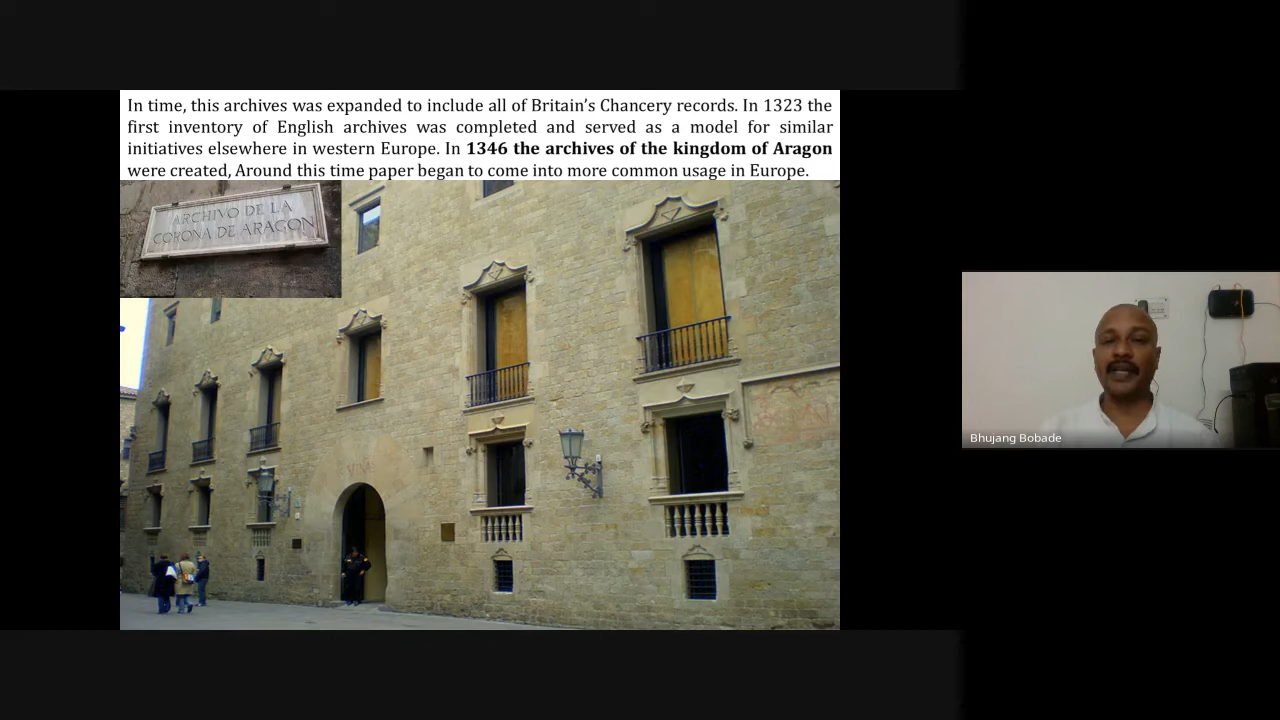 In time, this archives was expanded to include all of Britain’s Chancery records. In 1323 the
first inventory of English archives was completed and served as a model for similar
initiatives elsewhere in western Europe. In 1346 the archives of the kingdom of Aragon
were created, Around this time paper began to come into more common usage in Europe.
ARCHIVO DE LA
CORONA DE ARAGON
Bhujang Bobade